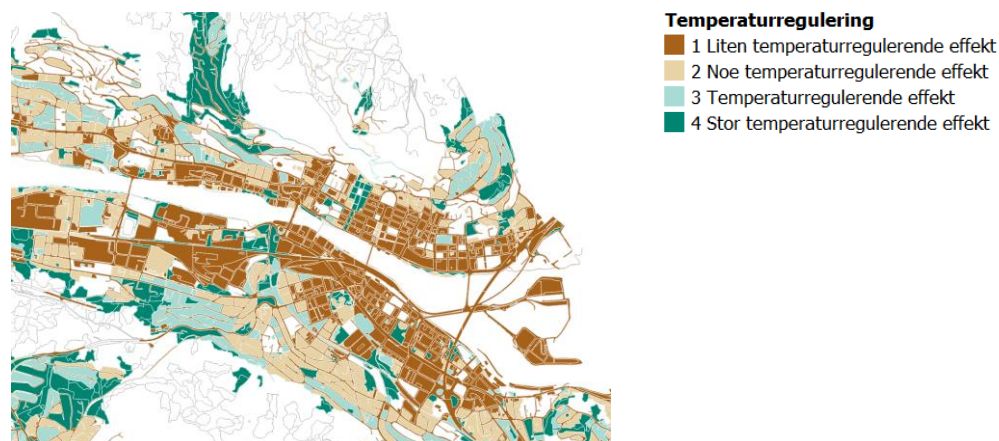 Temperaturregulering
1 Liten temperaturregulerende effekt
2 Noe temperaturregulerende effekt
3 Temperaturregulerende effekt
4 Stor temperaturregulerende effekt